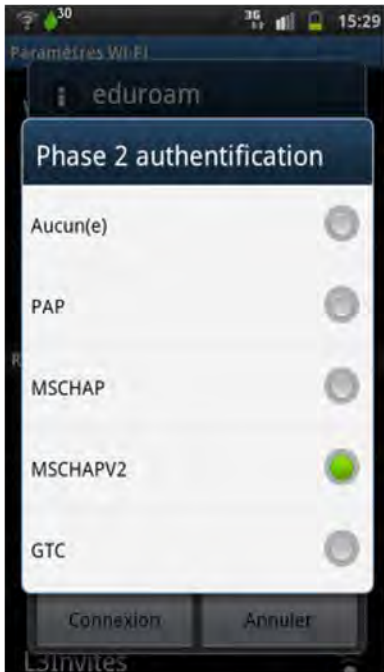 30
3G
15:29
Paramètres Wi-Fi
eduroam
Phase 2 authentification
Aucun(e)
PAP
MSCHAP
MSCHAPV2
GTC
Connexion
Annuler
L3Invites